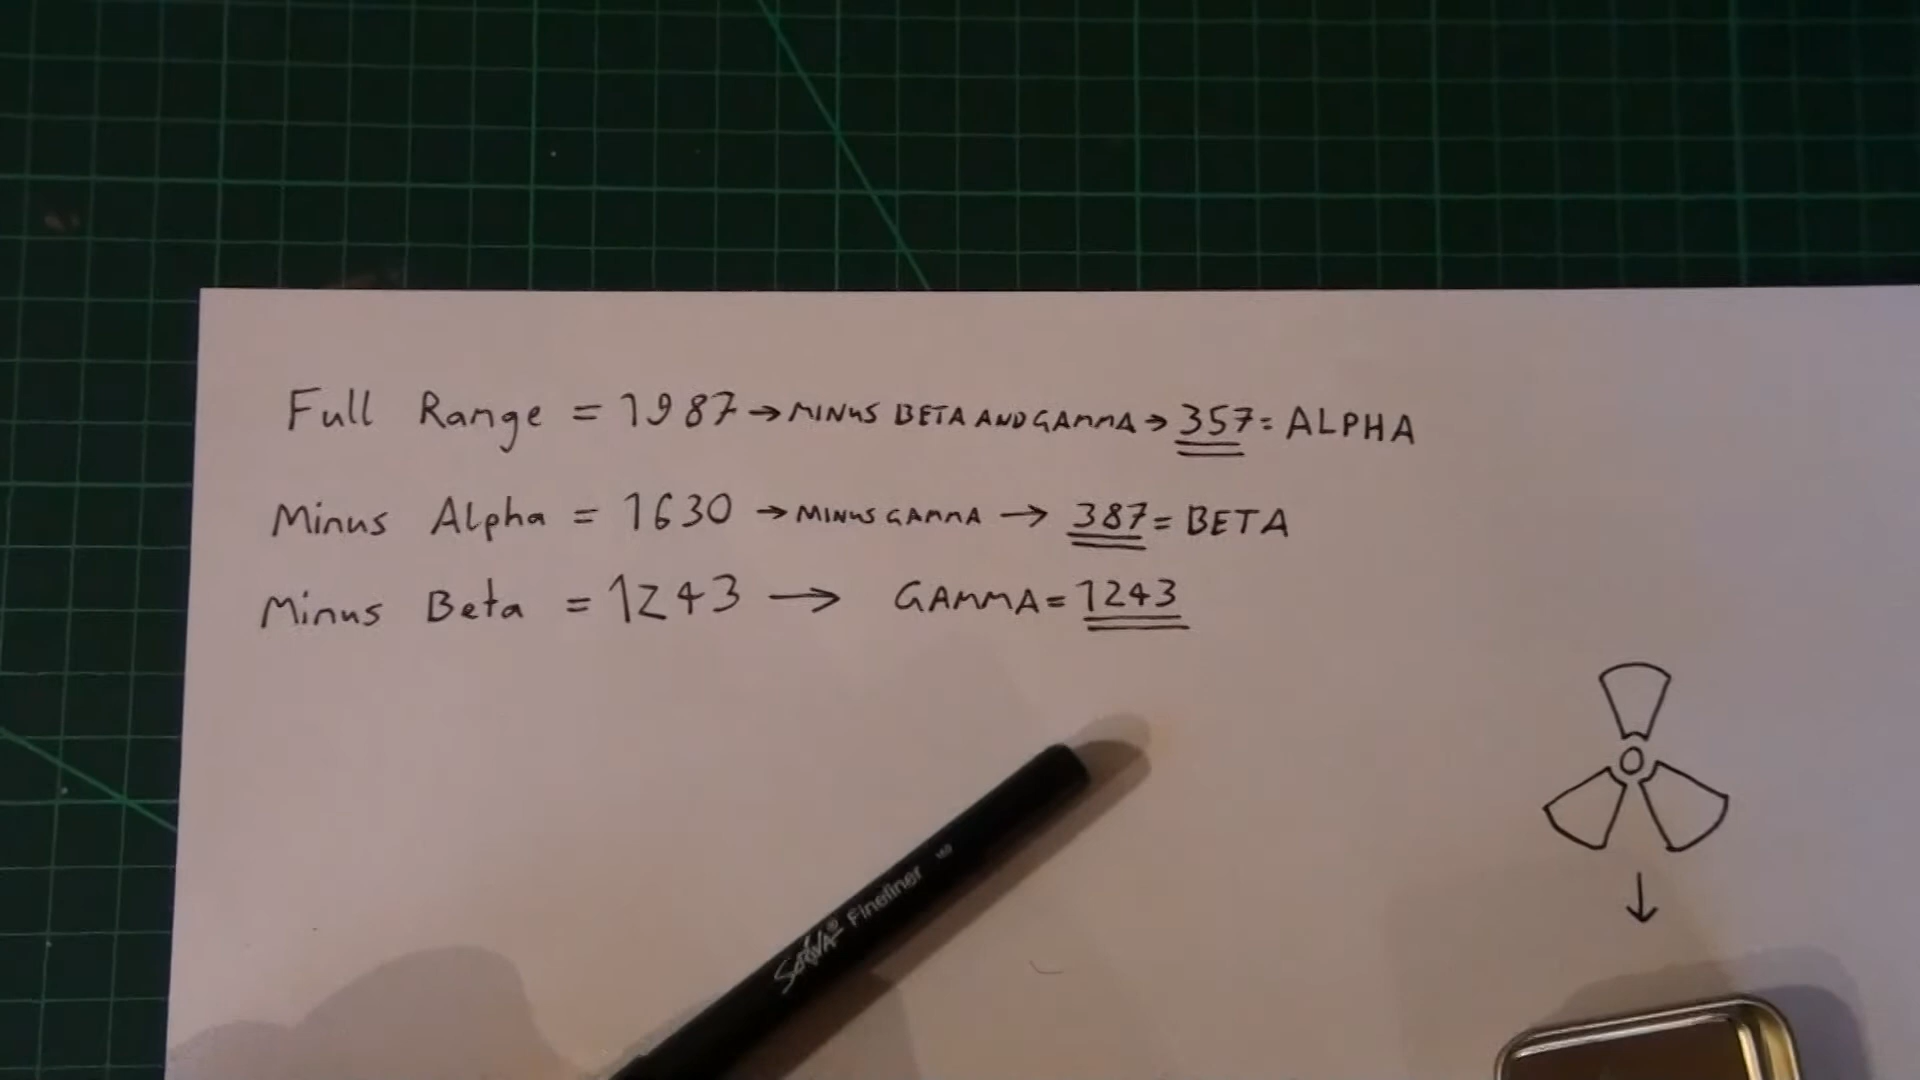 Full Range = 1987 → MINUS BETA AND GAMMA → 357 = ALPHA
Minus Alpha = 1630 → MINUS GAMMA → 387 = BETA
Minus Beta = 1243 → GAMMA = 1243
Fineliner